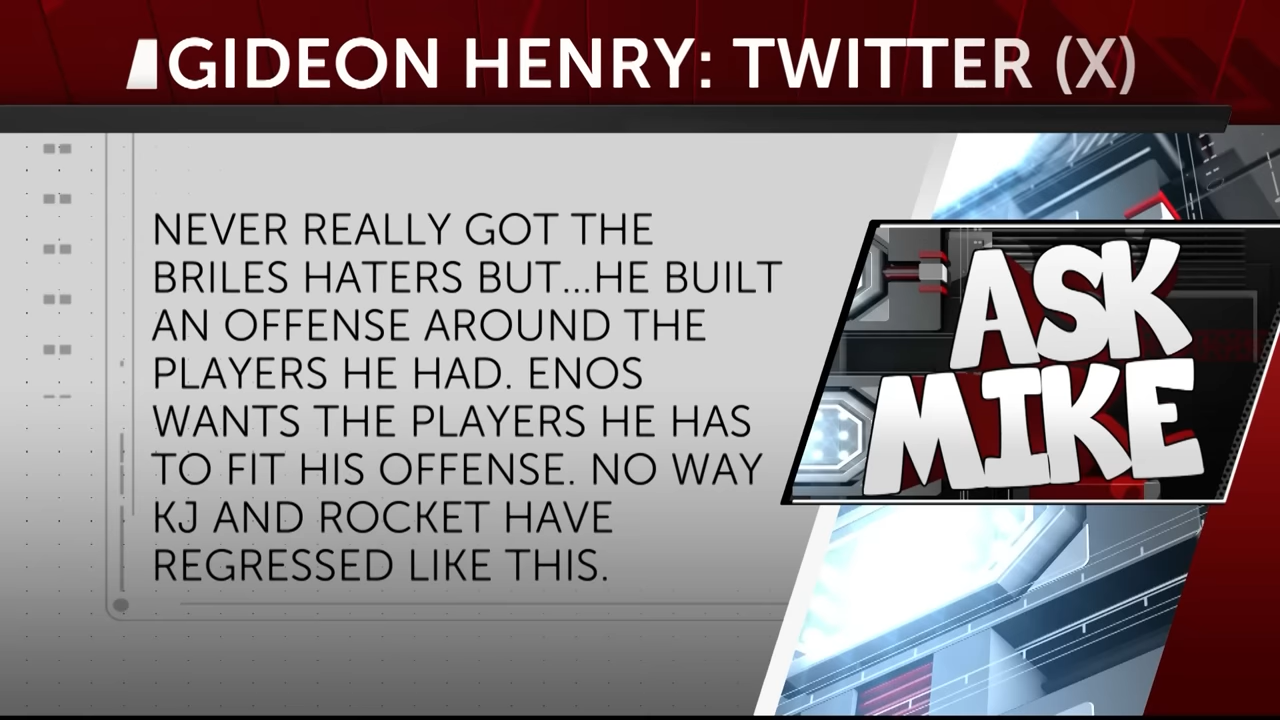 GIDEON HENRY: TWITTER (X)
NEVER REALLY GOT THE
BRILES HATERS BUT...HE BUILT
AN OFFENSE AROUND THE
PLAYERS HE HAD. ENOS
WANTS THE PLAYERS HE HAS
TO FIT HIS OFFENSE. NO WAY
KJ AND ROCKET HAVE
REGRESSED LIKE THIS.
ASK
MIKE